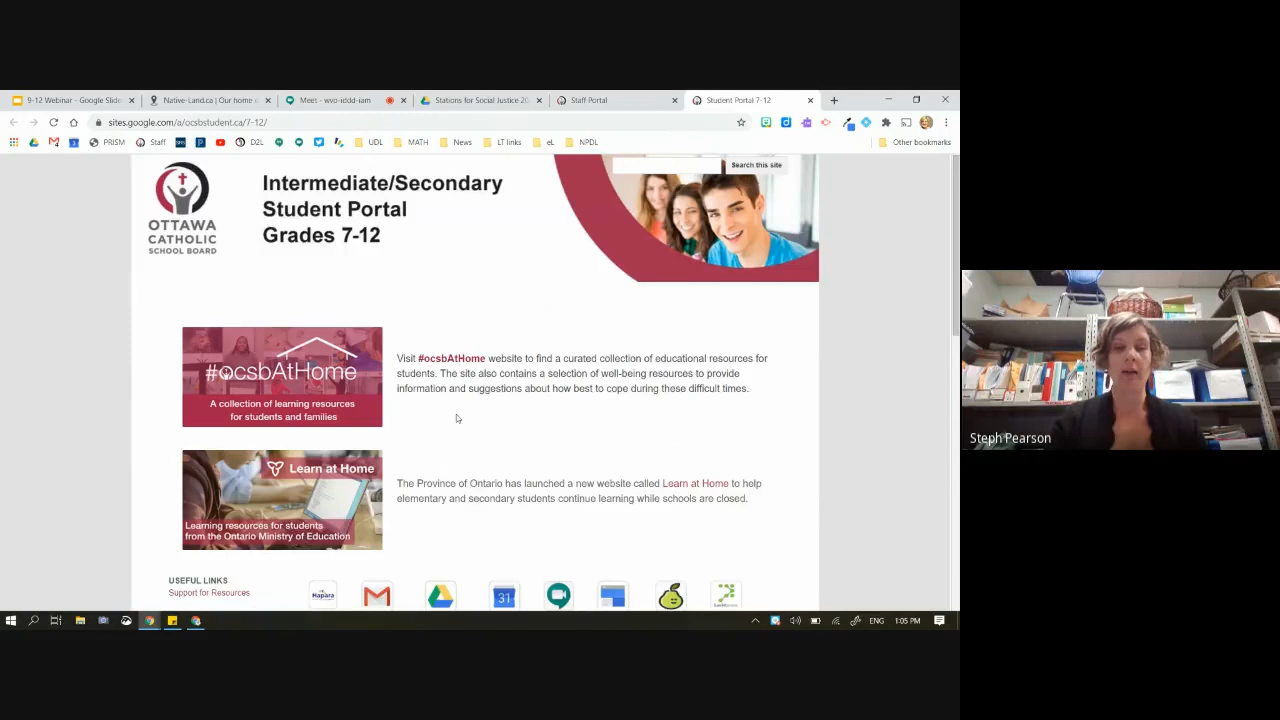 9-12 Webinar - Google Slide
Native-Land.ca | Our home o
Meet - wvo-iddd-iam
Stations for Social Justice 20
Staff Portal
Student Portal 7-12
sites.google.com/a/ocsbstudent.ca/7-12/
PRISM
Staff
D2L
UDL
MATH
News
LT links
eL
NPDL
Other bookmarks
Search this site
OTTAWA
CATHOLIC
SCHOOL BOARD
Intermediate/Secondary
Student Portal
Grades 7-12
#ocsbAtHome
A collection of learning resources
for students and families
Visit #ocsbAtHome website to find a curated collection of educational resources for
students. The site also contains a selection of well-being resources to provide
information and suggestions about how best to cope during these difficult times.
Learn at Home
Learning resources for students
from the Ontario Ministry of Education
The Province of Ontario has launched a new website called Learn at Home to help
elementary and secondary students continue learning while schools are closed.
USEFUL LINKS
Support for Resources
Hapara
31
Steph Pearson
ENG
1:05 PM